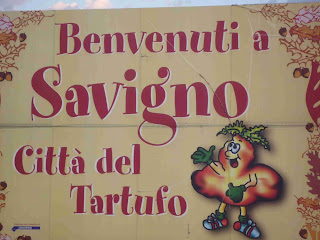 Benvenuti a
Savigno
Città del
Tartufo